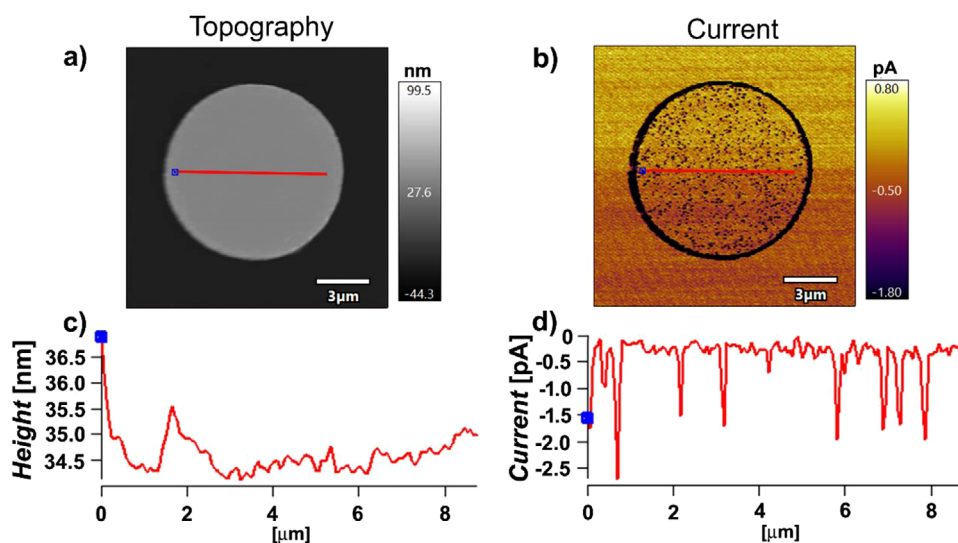 Topography
Current
a)
nm
99.5
27.6
-44.3
3µm
b)
pA
0.80
-0.50
-1.80
3µm
c)
Height [nm]
36.5
36.0
35.5
35.0
34.5
0
2
4
6
8
[µm]
d)
Current [pA]
0
-0.5
-1.0
-1.5
-2.0
-2.5
0
2
4
6
8
[µm]